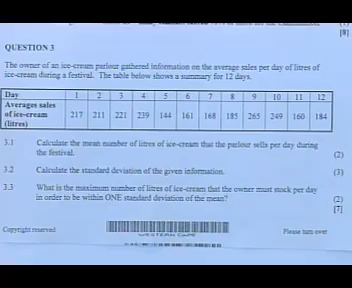 [8]
QUESTION 3
The owner of an ice-cream parlour gathered information on the average sales per day of litres of
ice-cream during a festival. The table below shows a summary for 12 days.
Day 1 2 3 4 5 6 7 8 9 10 11 12
Averages sales of ice-cream (litres) 217 211 221 239 144 161 168 185 265 249 160 184
3.1 Calculate the mean number of litres of ice-cream that the parlour sells per day during
the festival. (2)
3.2 Calculate the standard deviation of the given information. (3)
3.3 What is the maximum number of litres of ice-cream that the owner must stock per day
in order to be within ONE standard deviation of the mean? (2)
[7]
Copyright reserved Please turn over
WESTERN CAPE